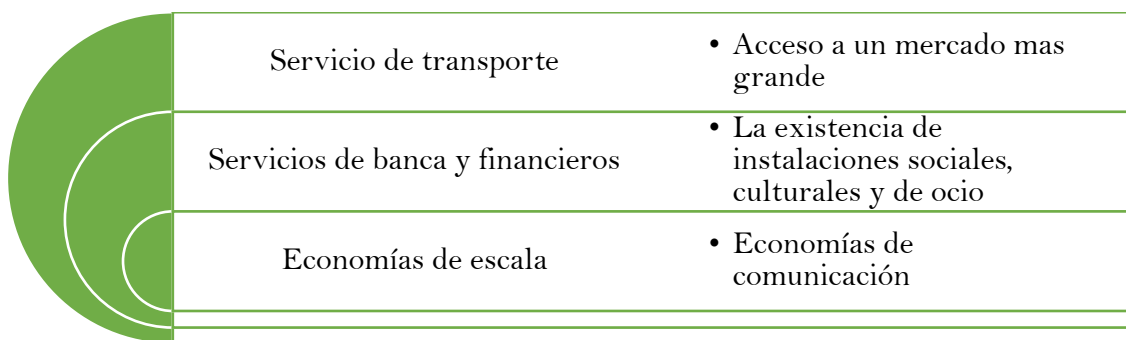 Servicio de transporte
• Acceso a un mercado mas
grande
Servicios de banca y financieros
• La existencia de
instalaciones sociales,
culturales y de ocio
Economías de escala
• Economías de
comunicación